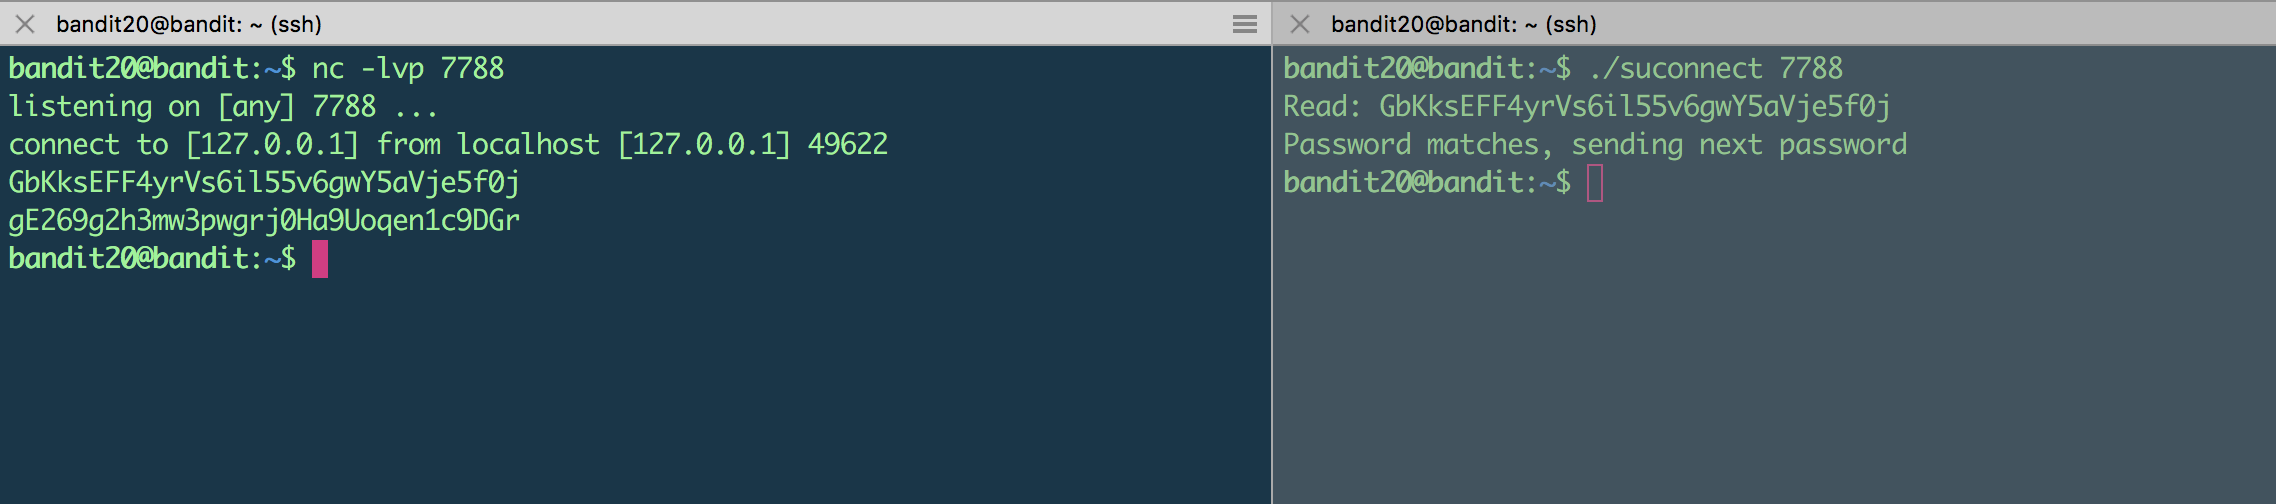 bandit20@bandit: ~ (ssh)
bandit20@bandit:~$ nc -lvp 7788
listening on [any] 7788 ...
connect to [127.0.0.1] from localhost [127.0.0.1] 49622
GbKksEFF4yrVs6il55v6gwY5aVje5f0j
gE269g2h3mw3pwgrj0Ha9Uoqen1c9DGr
bandit20@bandit:~$
bandit20@bandit: ~ (ssh)
bandit20@bandit:~$ ./suconnect 7788
Read: GbKksEFF4yrVs6il55v6gwY5aVje5f0j
Password matches, sending next password
bandit20@bandit:~$